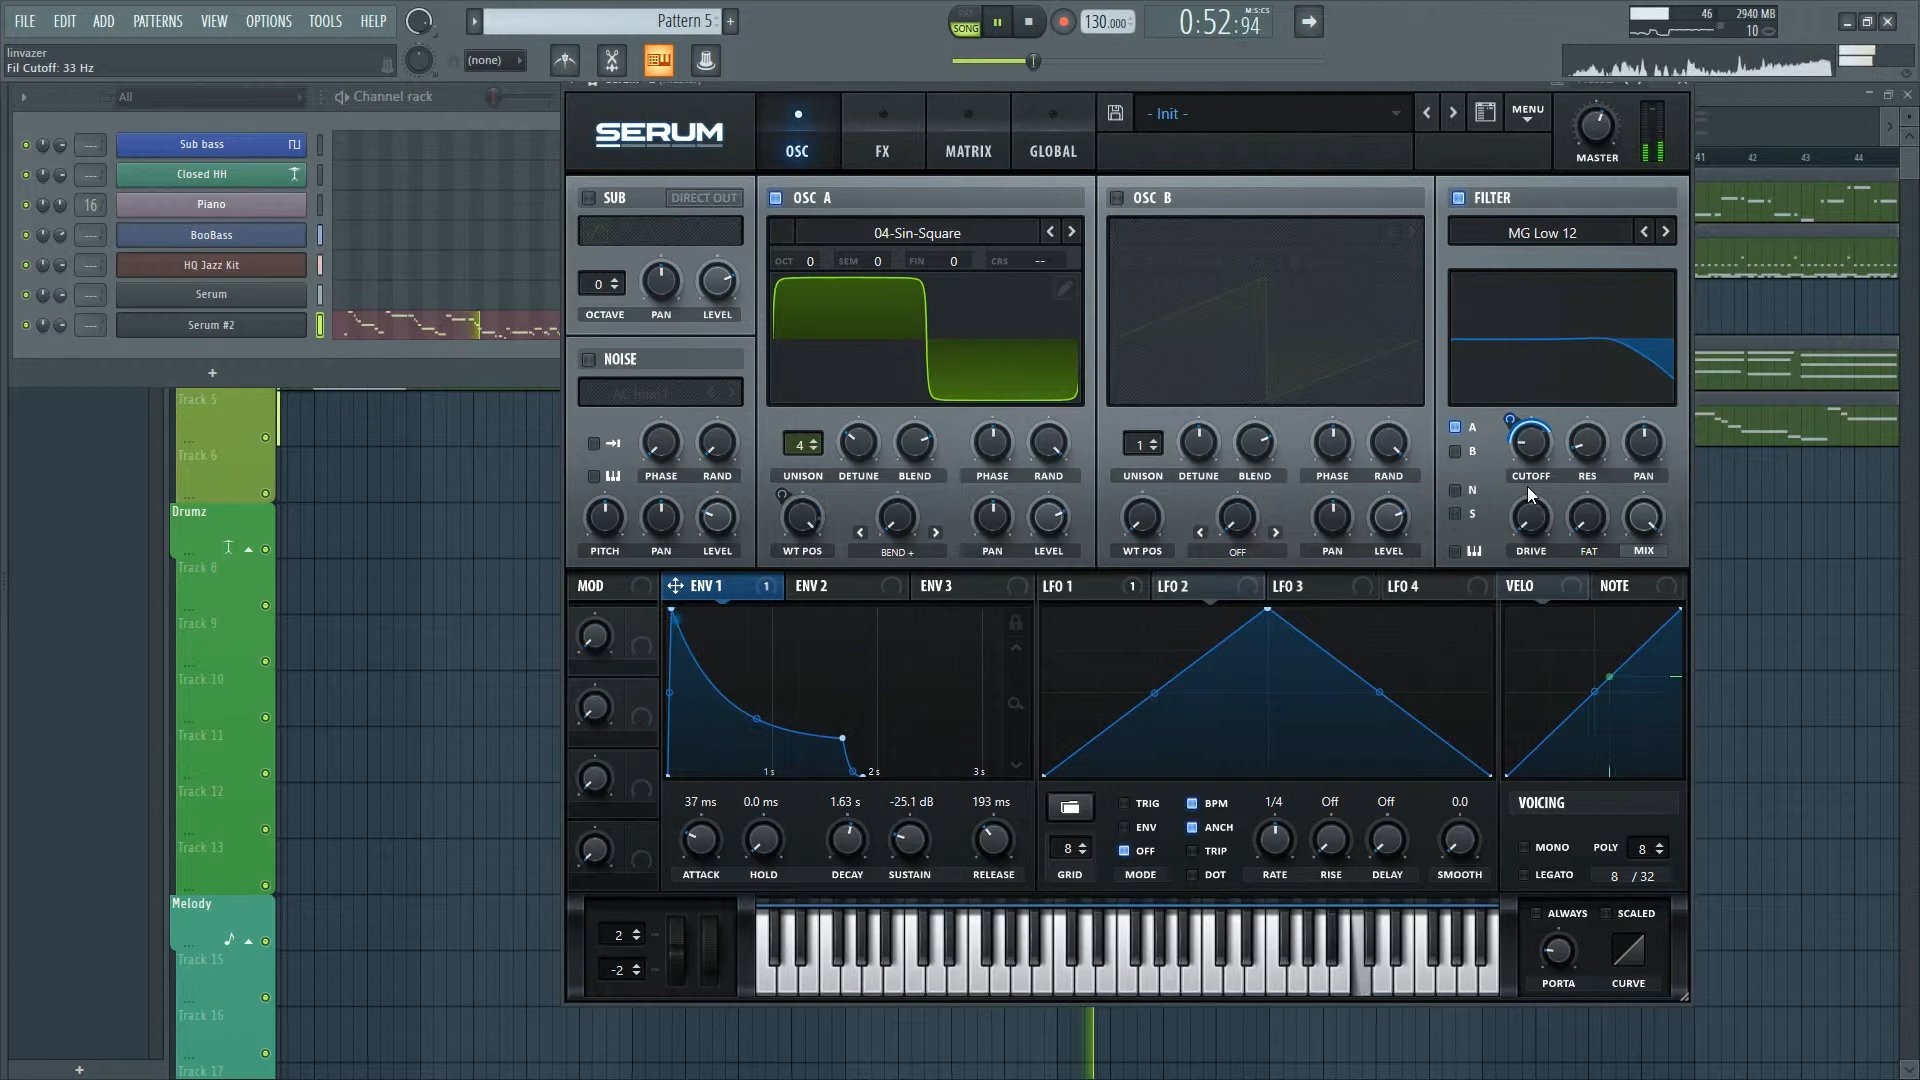 FILE EDIT ADD PATTERNS VIEW OPTIONS TOOLS HELP
Pattern 5
PAT
SONG
130.000
0:52:94
M:S:CS
46
2940 MB
10
linvazer
Fil Cutoff: 33 Hz
(none)
All
Channel rack
Sub bass
Closed HH
16
Piano
BooBass
HQ Jazz Kit
Serum
Serum #2
+
Track 5
Track 6
Drumz
Track 8
Track 9
Track 10
Track 11
Track 12
Track 13
Melody
Track 15
Track 16
Track 17
+
41 42 43 44
SERUM
OSC
FX
MATRIX
GLOBAL
- Init -
MENU
MASTER
SUB
DIRECT OUT
0
OCTAVE PAN LEVEL
NOISE
PHASE RAND
PITCH PAN LEVEL
OSC A
04-Sin-Square
OCT 0 SEM 0 FIN 0 CRS --
4
UNISON DETUNE BLEND PHASE RAND
WT POS BEND + PAN LEVEL
OSC B
1
UNISON DETUNE BLEND PHASE RAND
WT POS OFF PAN LEVEL
FILTER
MG Low 12
A
B
N
S
CUTOFF RES PAN
DRIVE FAT MIX
MOD
ENV 1 1
ENV 2
ENV 3
LFO 1 1
LFO 2
LFO 3
LFO 4
VELO
NOTE
1s 2s 3s
37 ms 0.0 ms 1.63 s -25.1 dB 193 ms
ATTACK HOLD DECAY SUSTAIN RELEASE
8
GRID
TRIG
ENV
OFF
MODE
BPM
ANCH
TRIP
DOT
1/4 Off Off 0.0
RATE RISE DELAY SMOOTH
VOICING
MONO POLY 8
LEGATO 8 / 32
2
-2
ALWAYS SCALED
PORTA CURVE